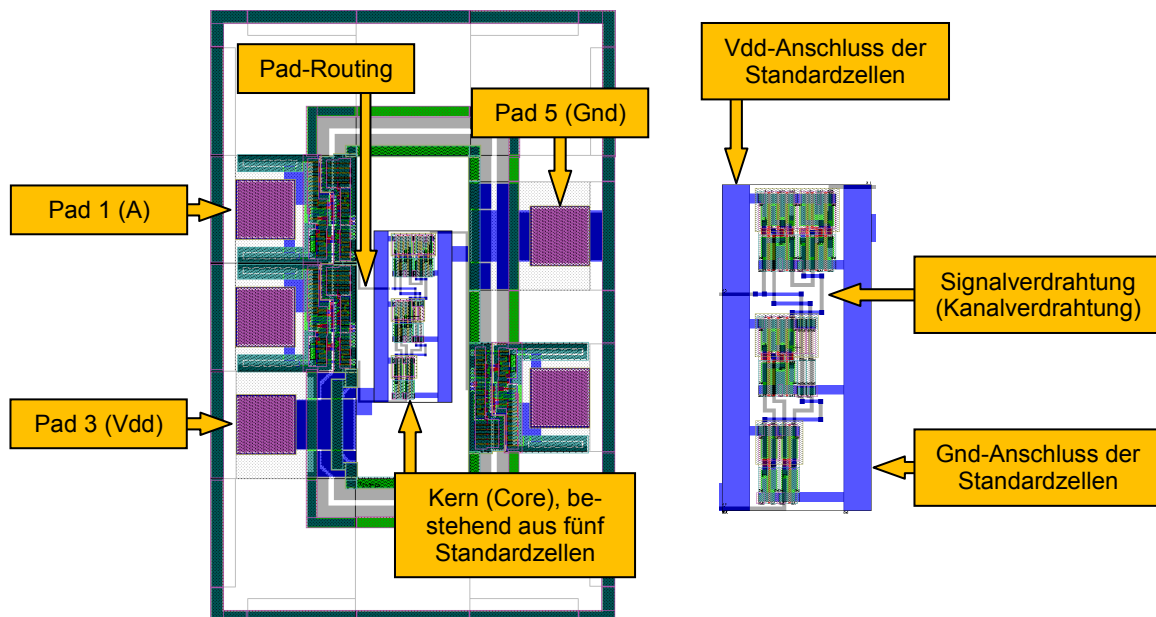 Vdd-Anschluss der
Standardzellen
Pad-Routing
Pad 5 (Gnd)
Pad 1 (A)
Signalverdrahtung
(Kanalverdrahtung)
Pad 3 (Vdd)
Gnd-Anschluss der
Standardzellen
Kern (Core), be-
stehend aus fünf
Standardzellen